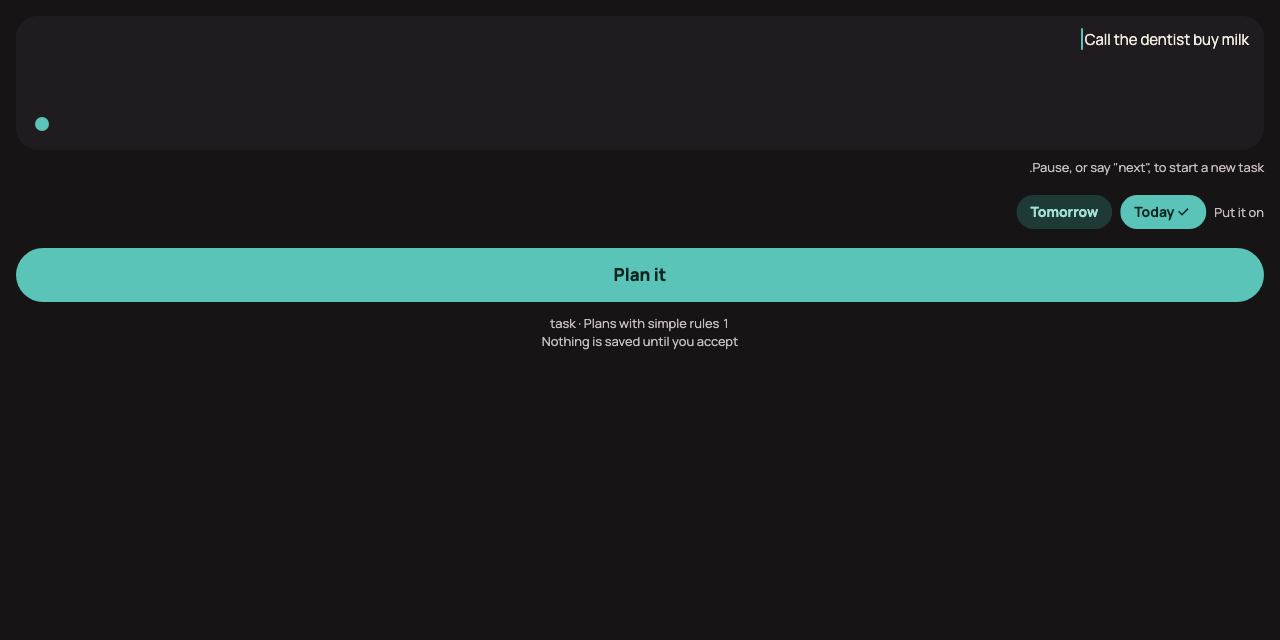 Call the dentist buy milk
.Pause, or say "next", to start a new task
Put it on Today ✓ Tomorrow
Plan it
task · Plans with simple rules 1
Nothing is saved until you accept